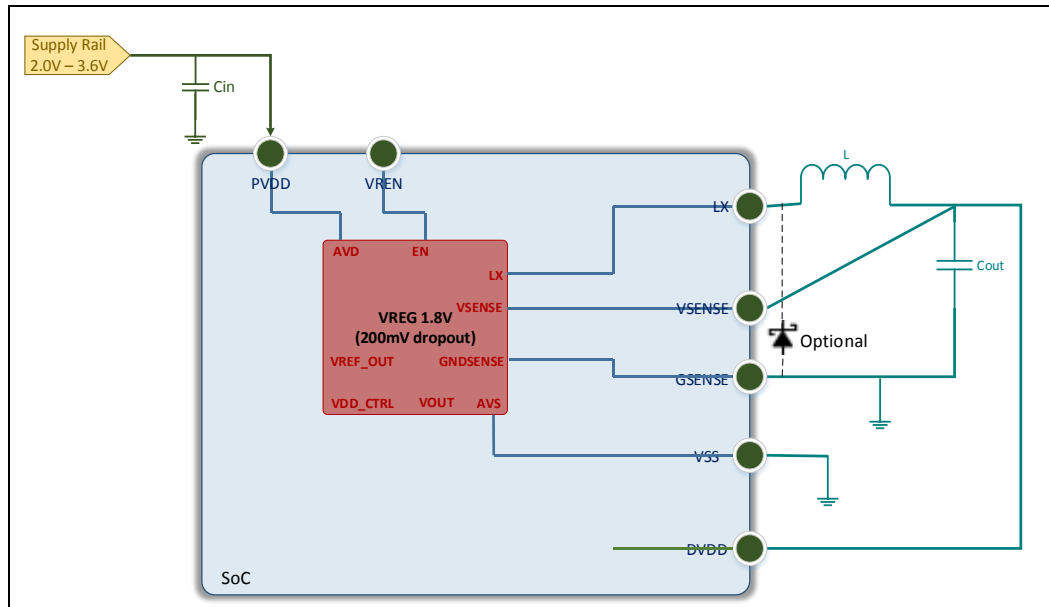 Supply Rail
2.0V – 3.6V
Cin
PVDD
VREN
L
LX
AVD
EN
LX
Cout
VSENSE
VSENSE
VREG 1.8V
(200mV dropout)
Optional
VREF_OUT
GNDSENSE
GSENSE
VDD_CTRL
VOUT
AVS
VSS
DVDD
SoC